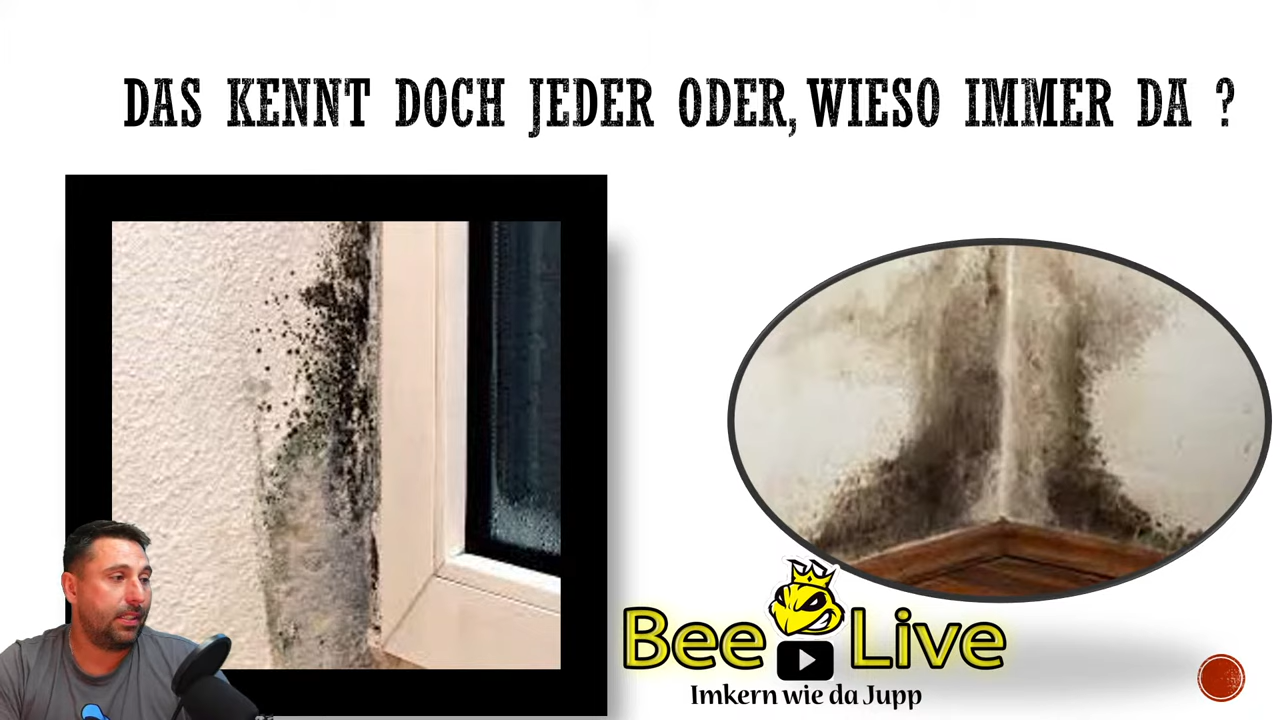 DAS KENNT DOCH JEDER ODER, WIESO IMMER DA ?
Bee Live
Imkern wie da Jupp